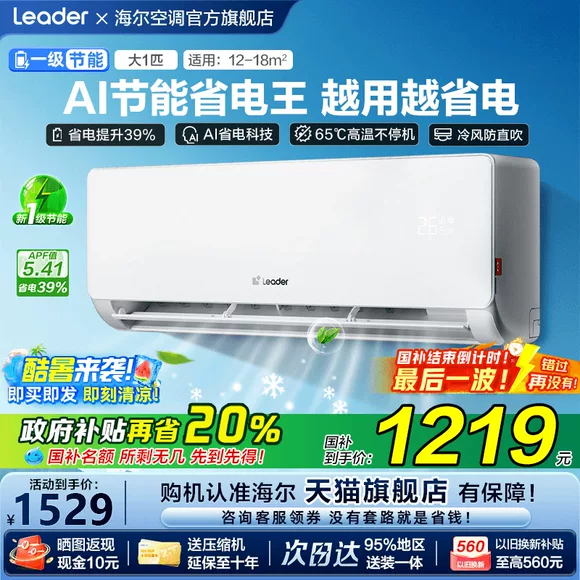 Leader × 海尔空调官方旗舰店
一级节能 大1匹 适用：12-18m²
AI节能省电王 越用越省电
省电提升39% AI省电科技 65℃高温不停机 冷风防直吹
新1级节能
APF值
5.41
省电39%
26
Leader
酷暑来袭!
即买即发 即刻清凉!
国补结束倒计时!
最后一波!
错过
再没有!
政府补贴再省20%
国补名额 所剩无几 先到先得!
国补
到手价: 1219元
活动到手价
¥1529
购机认准海尔 天猫旗舰店 有保障!
咨询客服领券 没有套路就是省钱!
晒图返现
现金10元
送压缩机
延保至十年
次日达
95%地区
送装一体
560
以旧换新
以旧换新补贴
至高560元